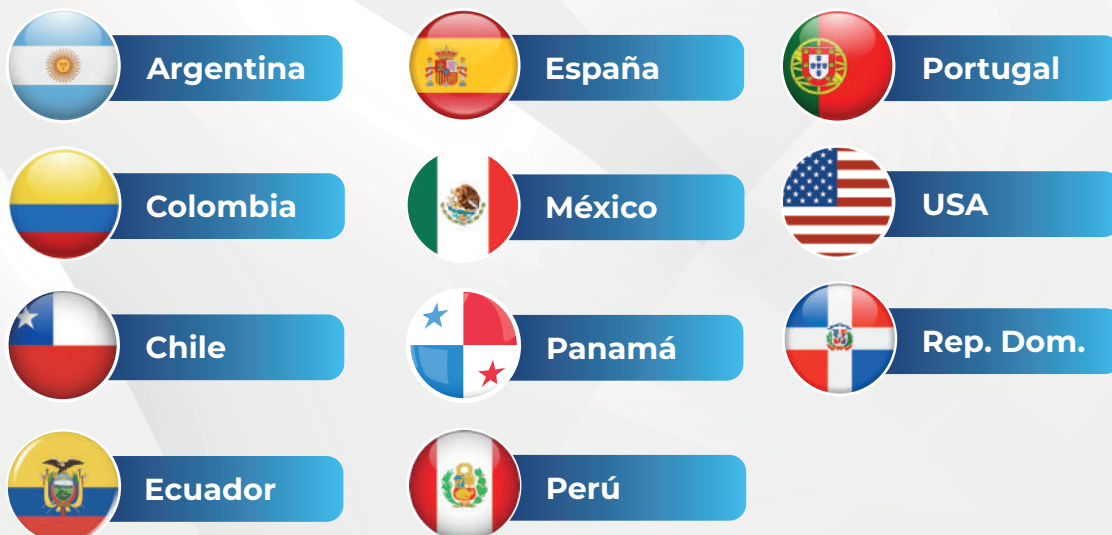 Argentina
Colombia
Chile
Ecuador
España
México
Panamá
Perú
Portugal
USA
Rep. Dom.